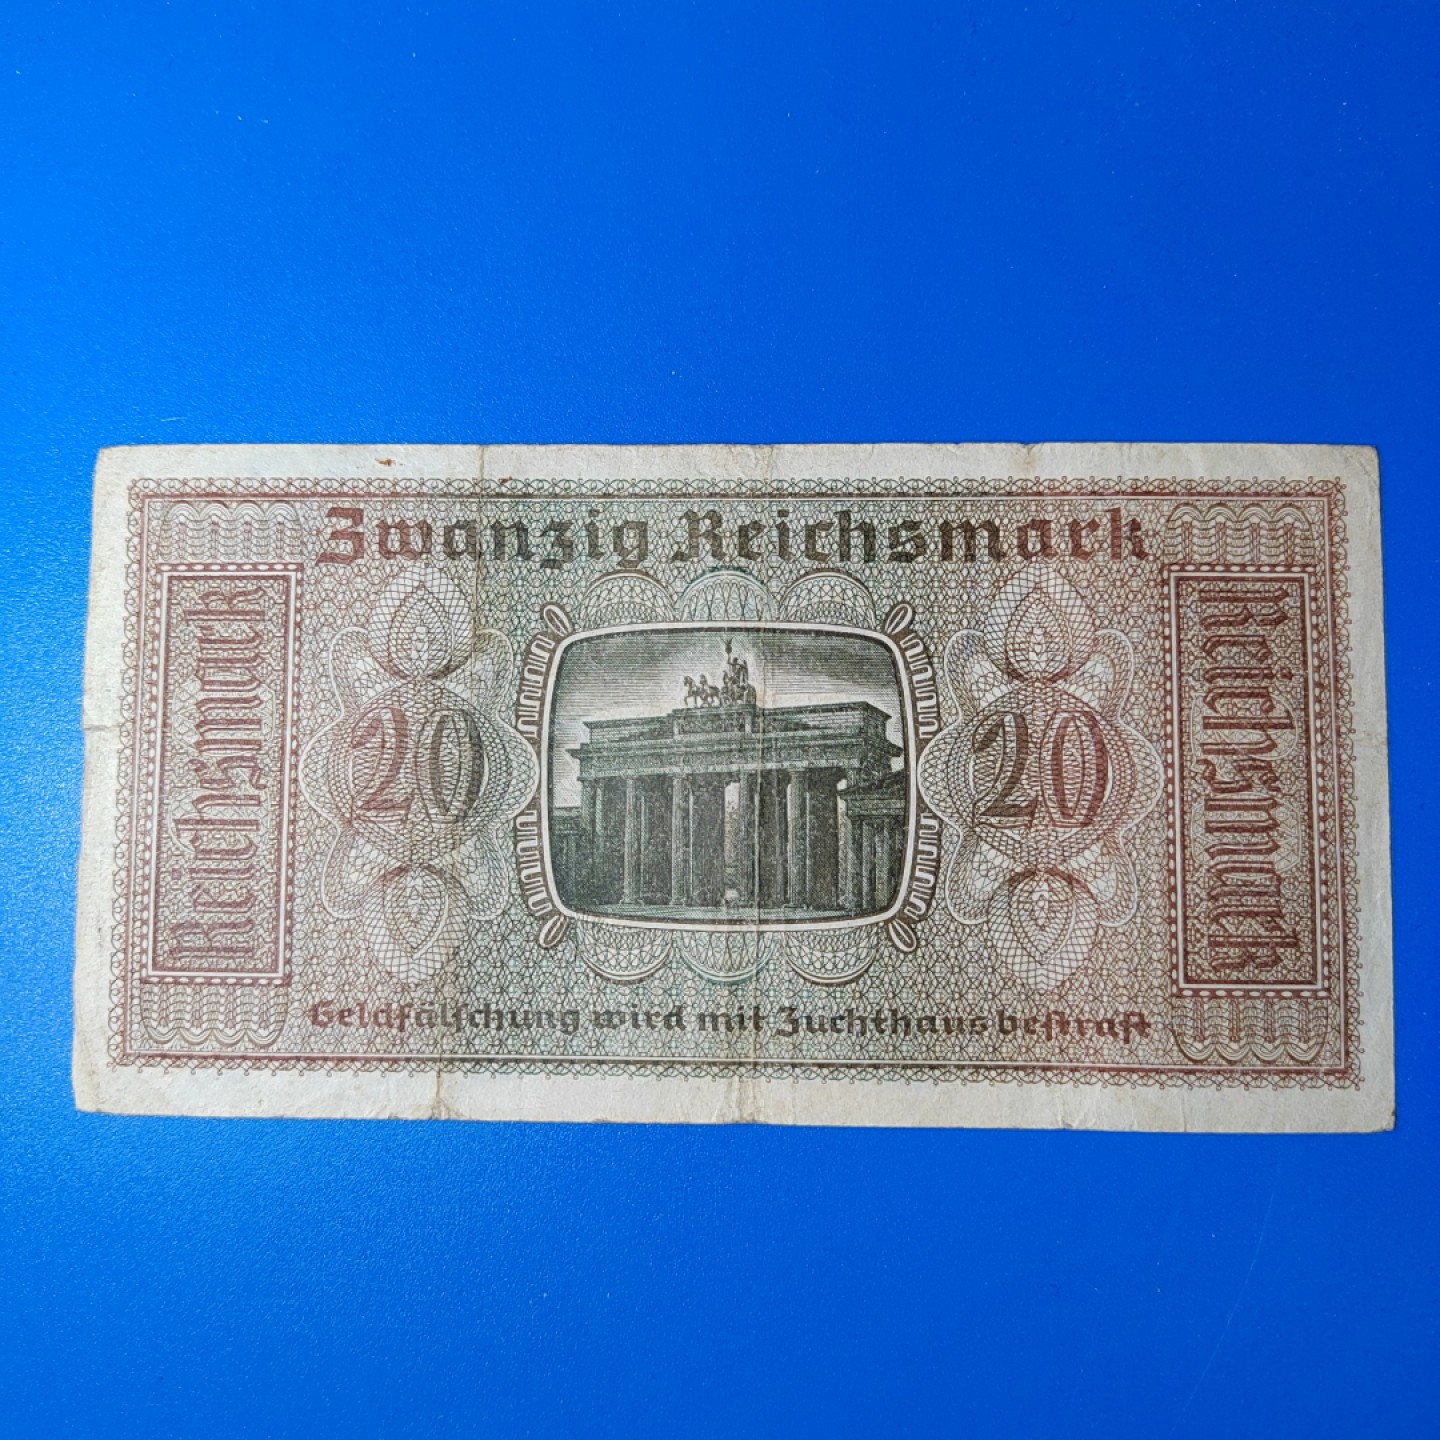 Zwanzig Reichsmark
Reichsmark
20
20
Reichsmark
Geldfälschung wird mit Zuchthaus bestraft